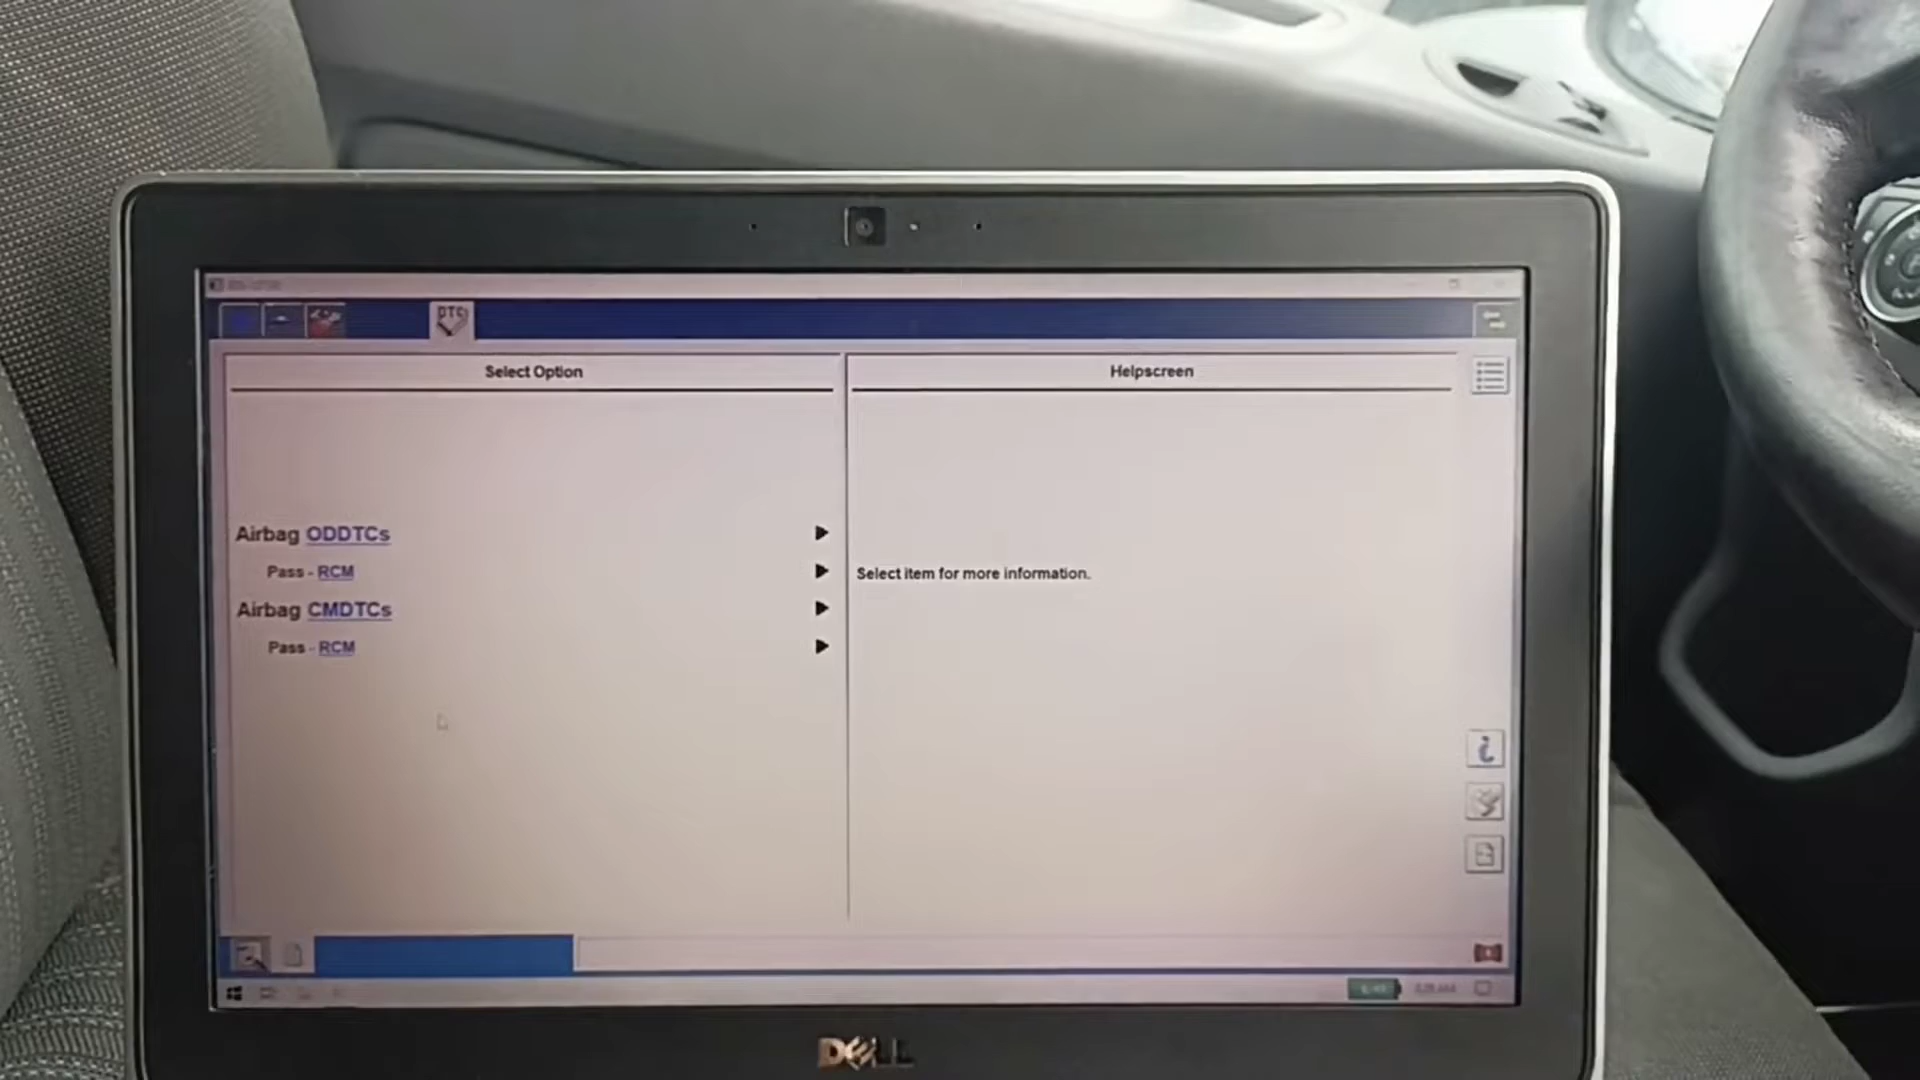 DTC
Select Option
Helpscreen
Airbag ODDTCs
Pass - RCM
Select item for more information.
Airbag CMDTCs
Pass - RCM
DELL